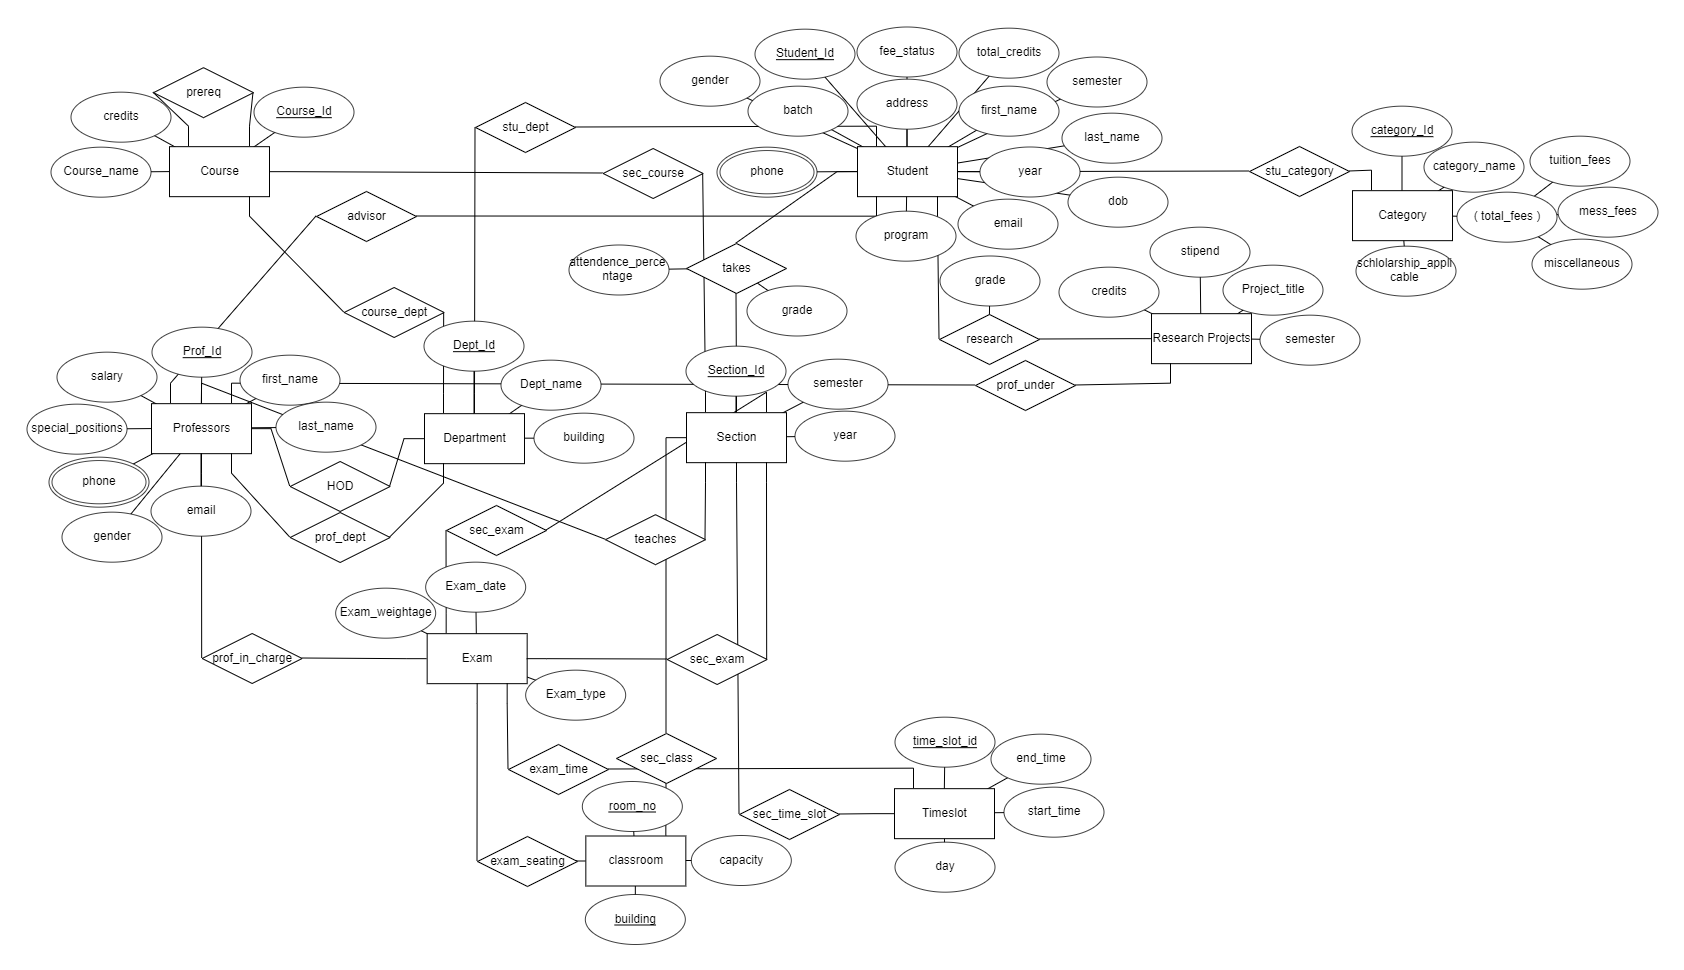 Student_Id
fee_status
total_credits
gender
semester
prereq
batch
address
first_name
credits
Course_Id
stu_dept
last_name
category_Id
category_name
tuition_fees
Course_name
Course
sec_course
phone
Student
year
stu_category
dob
Category
( total_fees )
mess_fees
advisor
program
email
stipend
schlolarship_appli
cable
miscellaneous
attendence_perce
ntage
takes
grade
grade
credits
Project_title
course_dept
research
Research Projects
semester
Prof_Id
Dept_Id
Section_Id
salary
first_name
Dept_name
semester
prof_under
special_positions
Professors
last_name
Department
building
Section
year
phone
HOD
email
gender
prof_dept
sec_exam
teaches
Exam_date
Exam_weightage
prof_in_charge
Exam
sec_exam
Exam_type
time_slot_id
end_time
exam_time
sec_class
room_no
sec_time_slot
Timeslot
start_time
exam_seating
classroom
capacity
day
building